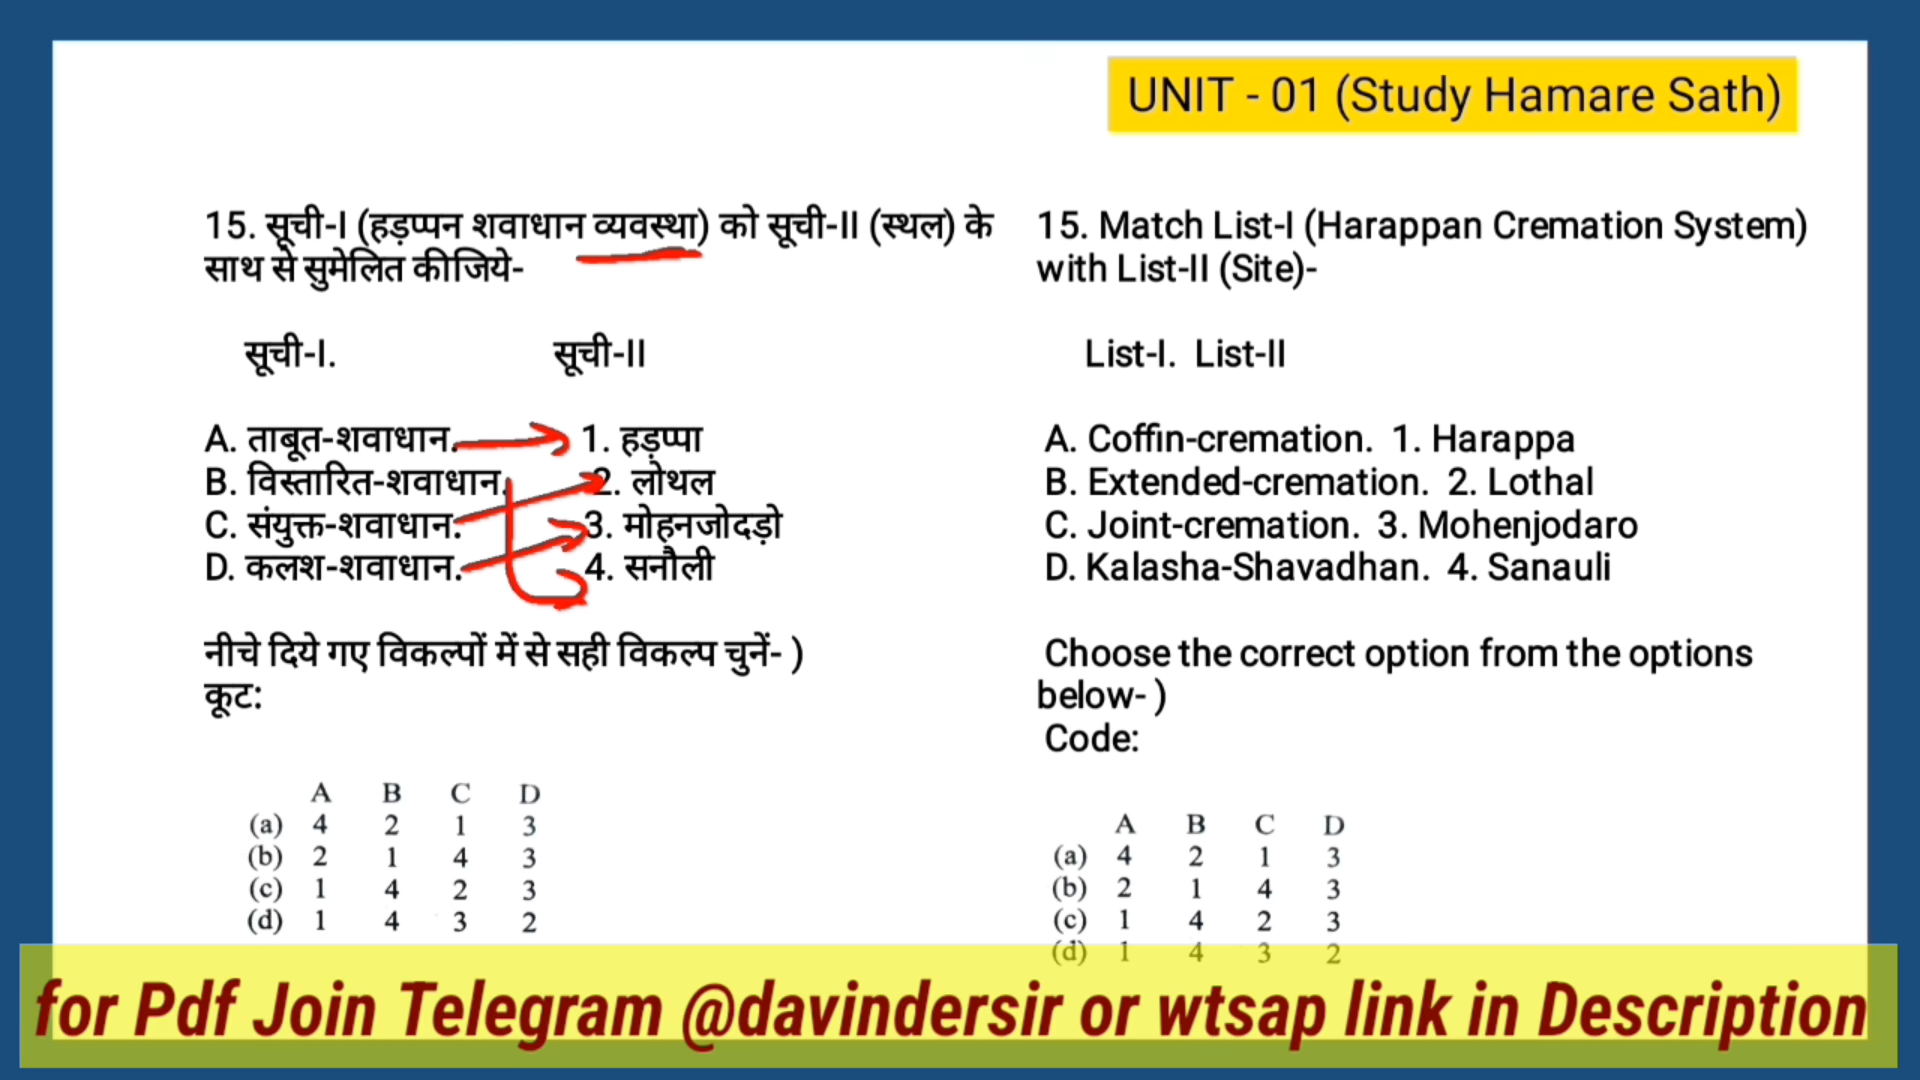 UNIT - 01 (Study Hamare Sath)
15. सूची-I (हड़प्पन शवाधान व्यवस्था) को सूची-II (स्थल) के
साथ से सुमेलित कीजिये-
सूची-I. सूची-II
A. ताबूत-शवाधान. 1. हड़प्पा
B. विस्तारित-शवाधान. 2. लोथल
C. संयुक्त-शवाधान. 3. मोहनजोदड़ो
D. कलश-शवाधान. 4. सनौली
नीचे दिये गए विकल्पों में से सही विकल्प चुनें- )
कूट:
A B C D
(a) 4 2 1 3
(b) 2 1 4 3
(c) 1 4 2 3
(d) 1 4 3 2
15. Match List-I (Harappan Cremation System)
with List-II (Site)-
List-I. List-II
A. Coffin-cremation. 1. Harappa
B. Extended-cremation. 2. Lothal
C. Joint-cremation. 3. Mohenjodaro
D. Kalasha-Shavadhan. 4. Sanauli
Choose the correct option from the options
below- )
Code:
A B C D
(a) 4 2 1 3
(b) 2 1 4 3
(c) 1 4 2 3
(d) 1 4 3 2
for Pdf Join Telegram @davindersir or wtsap link in Description